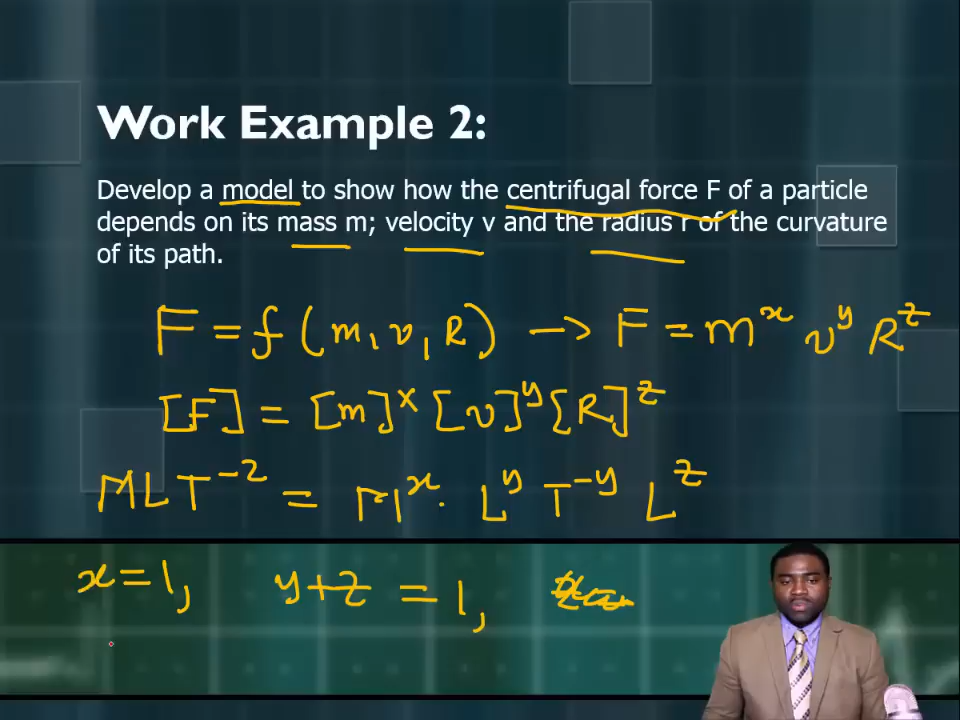 Work Example 2:
Develop a model to show how the centrifugal force F of a particle
depends on its mass m; velocity v and the radius r of the curvature
of its path.
F = f (m, v, R) → F = m^x v^y R^z
[F] = [m]^x [v]^y [R]^z
MLT^-2 = M^x · L^y T^-y L^z
x = 1, y + z = 1,